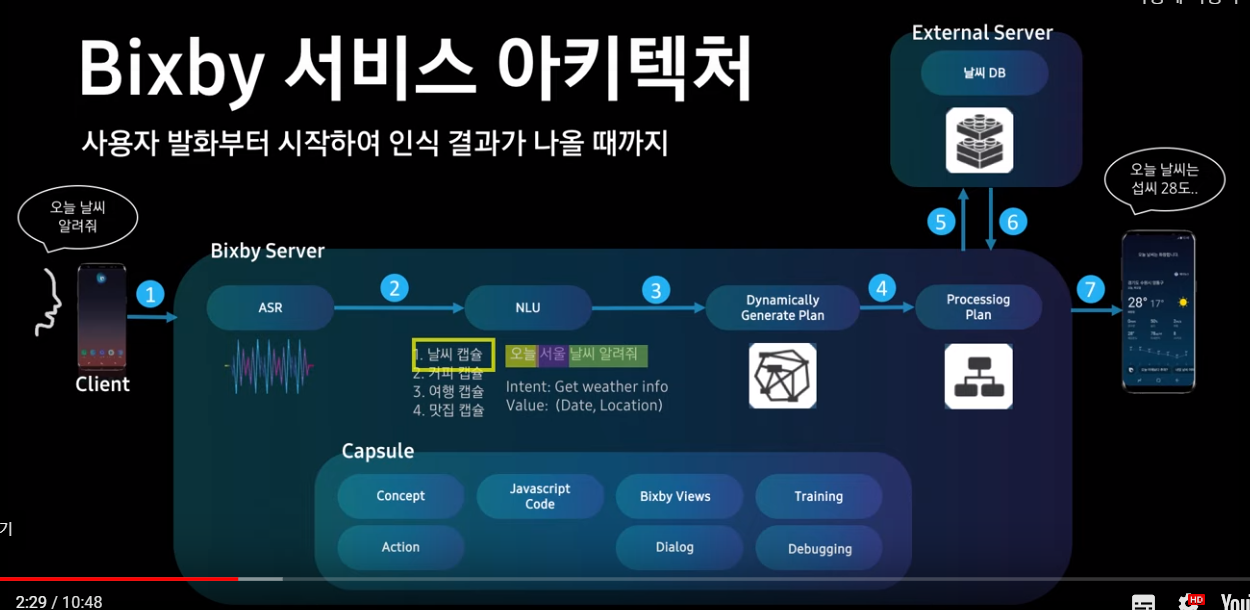 Bixby 서비스 아키텍처
사용자 발화부터 시작하여 인식 결과가 나올 때까지
External Server
날씨 DB
오늘 날씨
알려줘
오늘 날씨는
섭씨 28도..
5
6
Bixby Server
1
2
3
4
7
ASR
NLU
Dynamically
Generate Plan
Processiog
Plan
28° 17°
Client
1. 날씨 캡슐
2. 커피 캡슐
3. 여행 캡슐
4. 맛집 캡슐
오늘 서울 날씨 알려줘
Intent: Get weather info
Value: (Date, Location)
Capsule
Concept
Javascript
Code
Bixby Views
Training
Action
Dialog
Debugging
기
2:29 / 10:48
HD
You